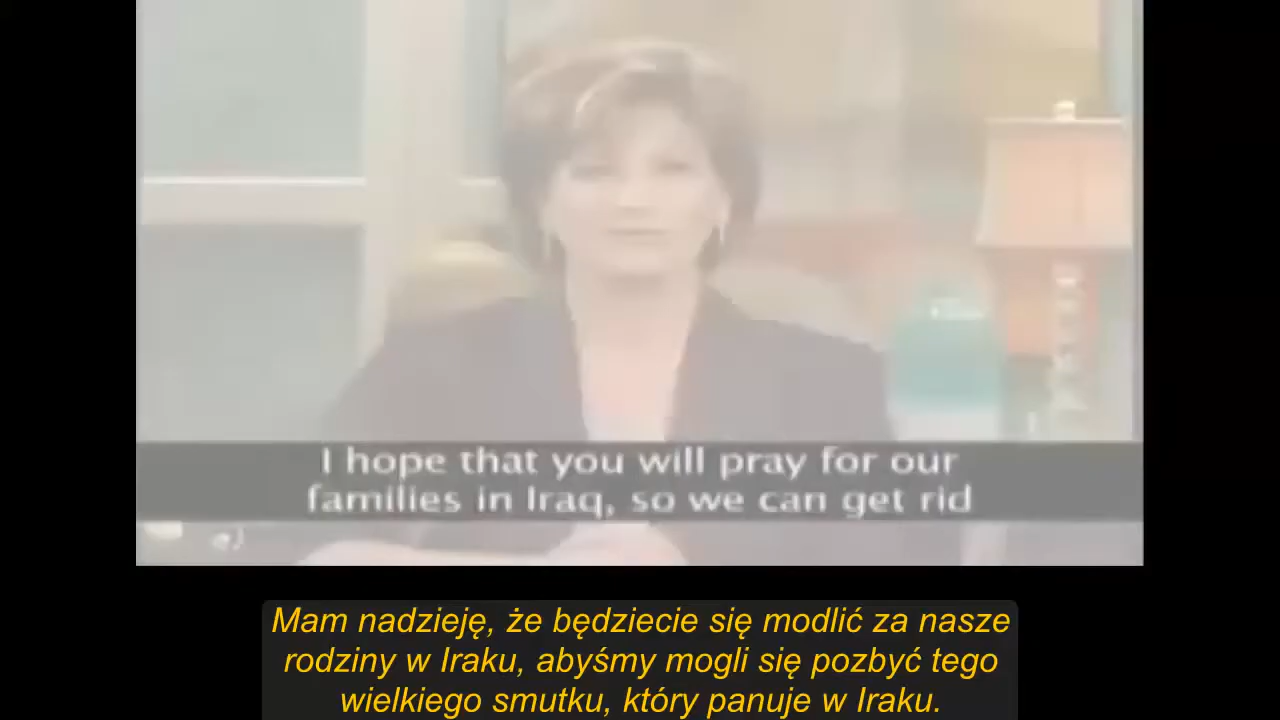 I hope that you will pray for our
families in Iraq, so we can get rid
Mam nadzieję, że będziecie się modlić za nasze
rodziny w Iraku, abyśmy mogli się pozbyć tego
wielkiego smutku, który panuje w Iraku.